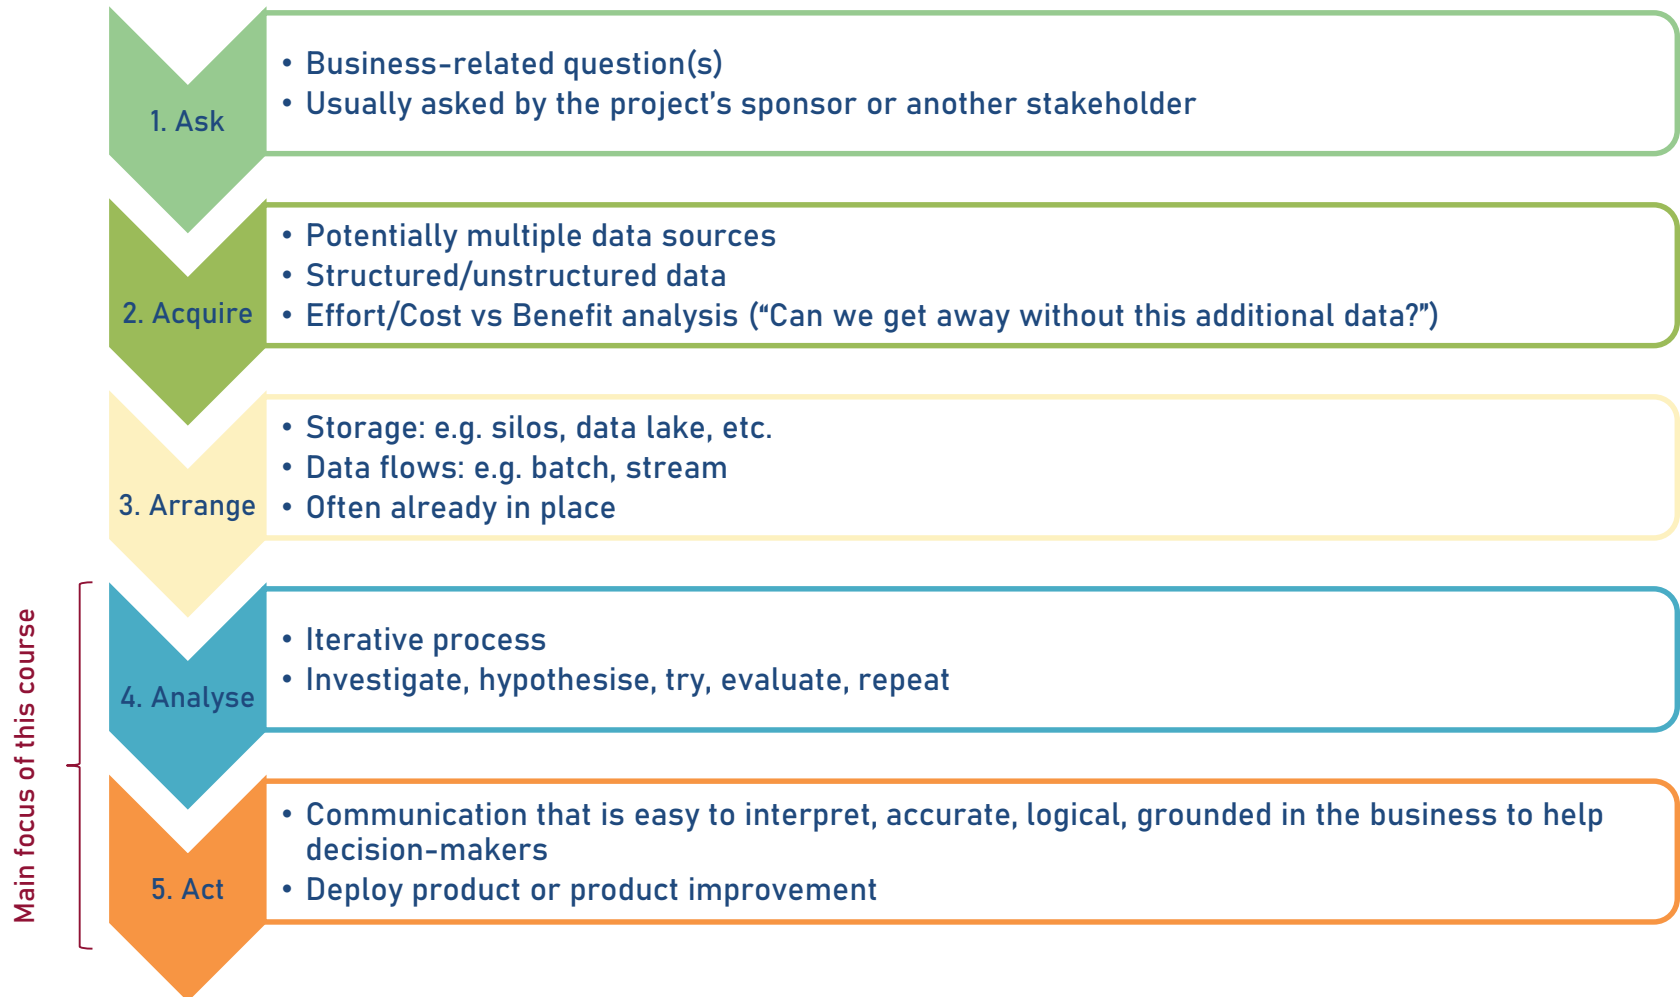 1. Ask
• Business-related question(s)
• Usually asked by the project's sponsor or another stakeholder
2. Acquire
• Potentially multiple data sources
• Structured/unstructured data
• Effort/Cost vs Benefit analysis (“Can we get away without this additional data?”)
3. Arrange
• Storage: e.g. silos, data lake, etc.
• Data flows: e.g. batch, stream
• Often already in place
Main focus of this course
4. Analyse
• Iterative process
• Investigate, hypothesise, try, evaluate, repeat
5. Act
• Communication that is easy to interpret, accurate, logical, grounded in the business to help
decision-makers
• Deploy product or product improvement